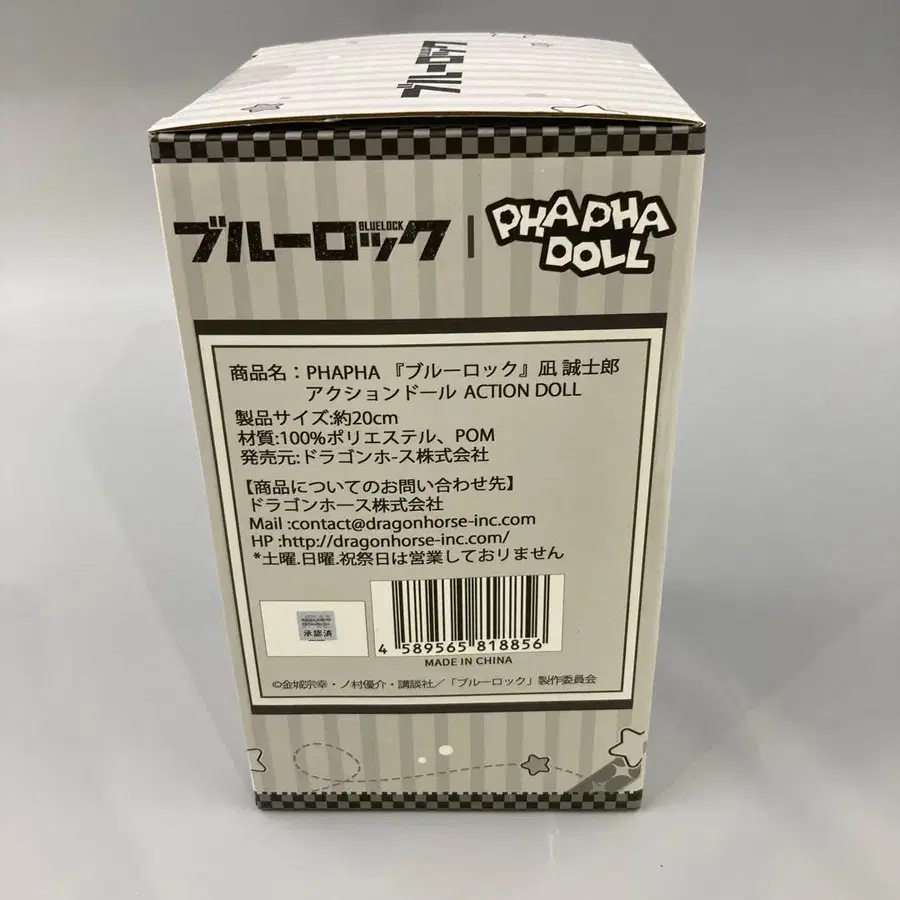 ブルーロック
ブルーロック
BLUELOCK
PHAPHA
DOLL
商品名：PHAPHA 『ブルーロック』凪 誠士郎
アクションドール ACTION DOLL
製品サイズ:約20cm
材質:100%ポリエステル、POM
発売元:ドラゴンホース株式会社
【商品についてのお問い合わせ先】
ドラゴンホース株式会社
Mail :contact@dragonhorse-inc.com
HP :http://dragonhorse-inc.com/
*土曜.日曜.祝祭日は営業しておりません
承認済
4 589565 818856
MADE IN CHINA
©金城宗幸・ノ村優介・講談社／「ブルーロック」製作委員会